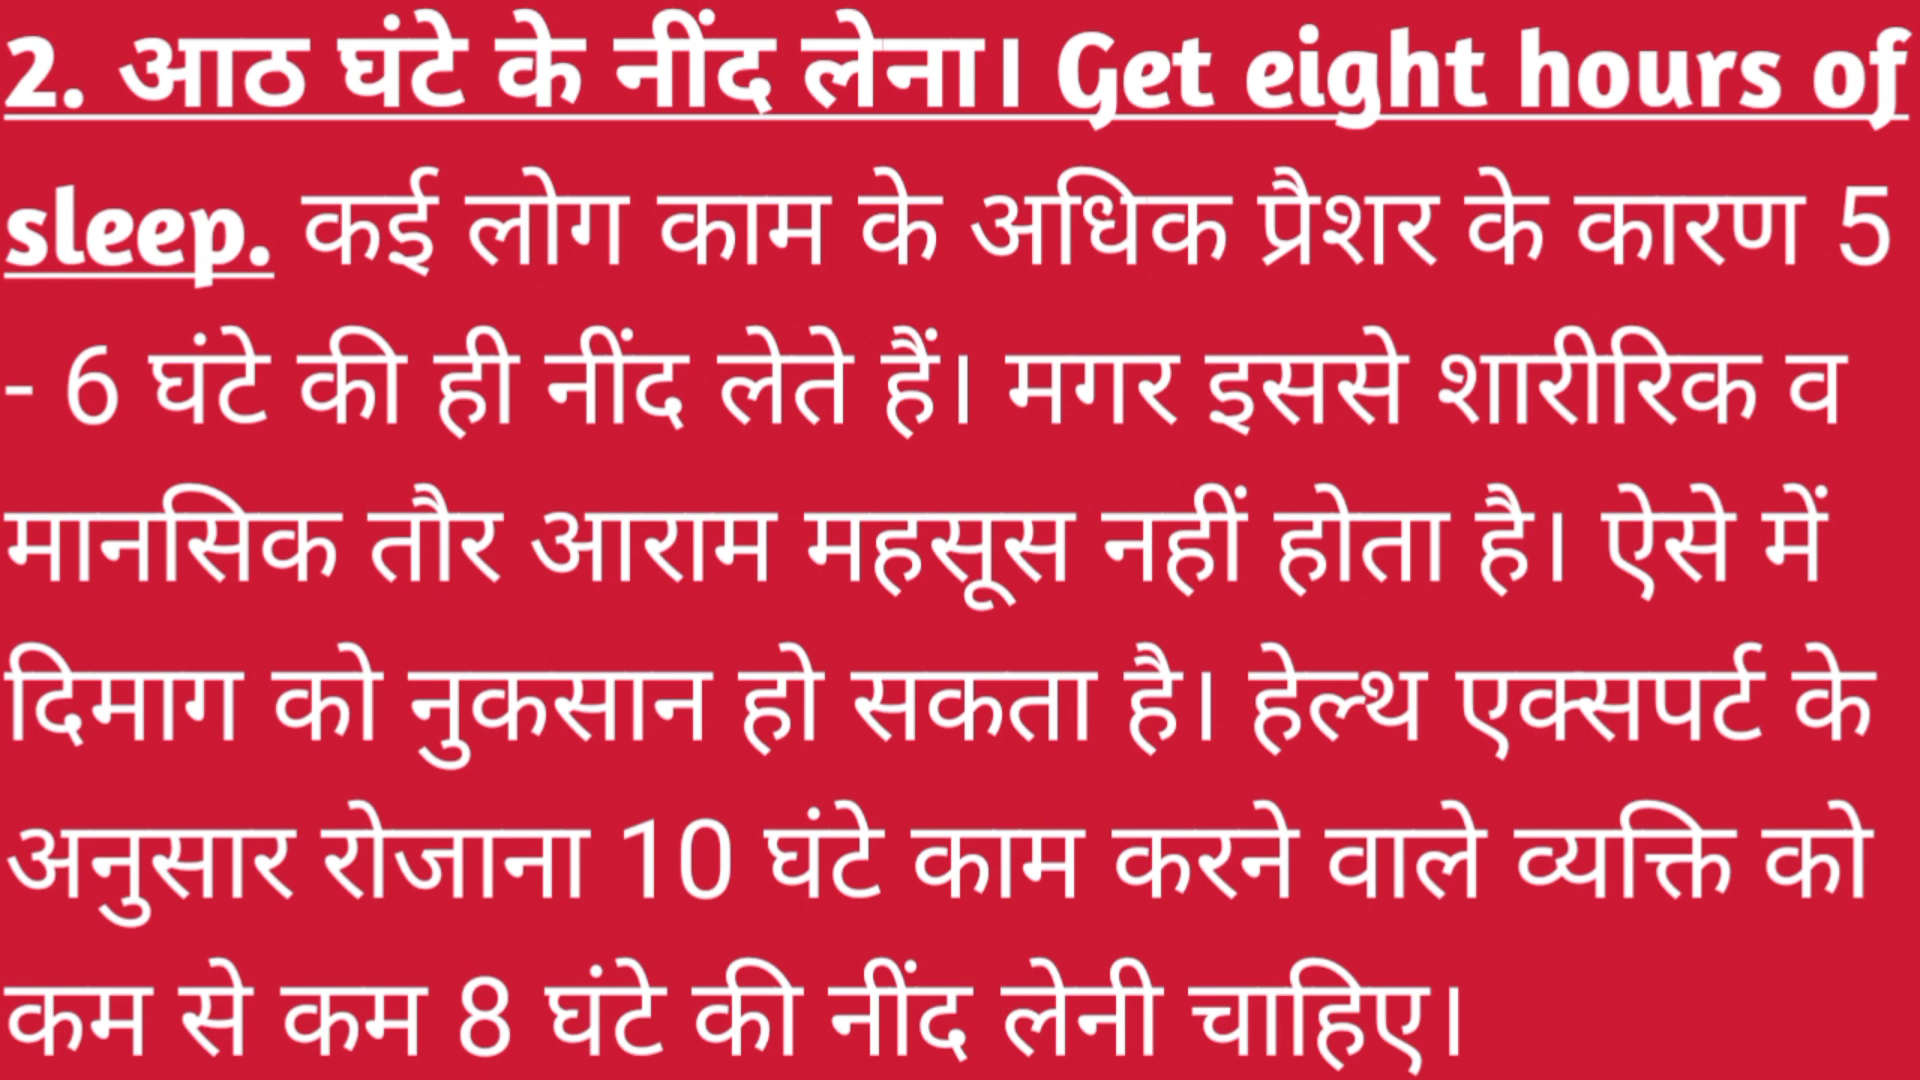 2. आठ घंटे के नींद लेना। Get eight hours of
sleep. कई लोग काम के अधिक प्रैशर के कारण 5
- 6 घंटे की ही नींद लेते हैं। मगर इससे शारीरिक व
मानसिक तौर आराम महसूस नहीं होता है। ऐसे में
दिमाग को नुकसान हो सकता है। हेल्थ एक्सपर्ट के
अनुसार रोजाना 10 घंटे काम करने वाले व्यक्ति को
कम से कम 8 घंटे की नींद लेनी चाहिए।